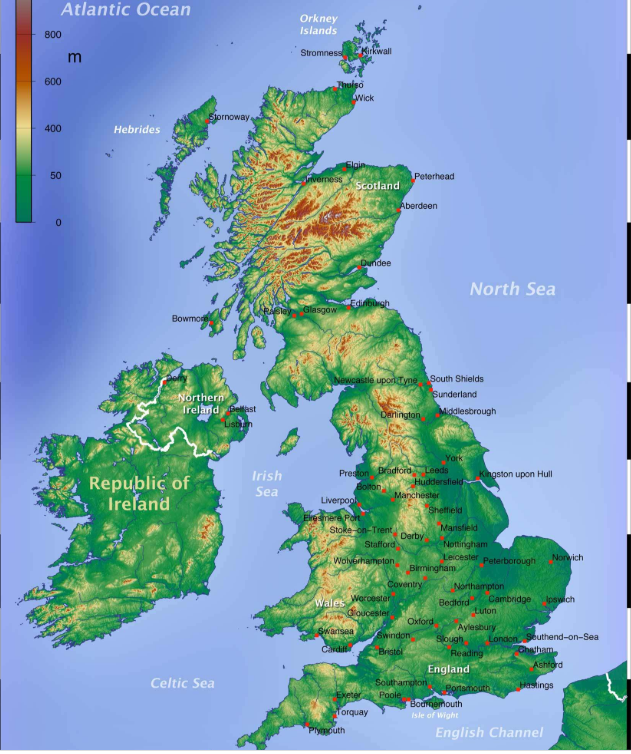 Atlantic Ocean
Orkney
Islands
800
m
Stromness
Kirkwall
600
Thurso
Wick
Stornoway
Hebrides
400
Elgin
50
Inverness
Peterhead
Scotland
Aberdeen
0
Dundee
North Sea
Edinburgh
Paisley
Glasgow
Bowmore
Derry
Newcastle upon Tyne
South Shields
Sunderland
Northern
Ireland
Belfast
Lisburn
Darlington
Middlesbrough
York
Preston
Bradford
Leeds
Kingston upon Hull
Irish
Sea
Huddersfield
Bolton
Manchester
Republic of
Ireland
Liverpool
Sheffield
Ellesmere Port
Stoke-on-Trent
Mansfield
Derby
Stafford
Nottingham
Wolverhampton
Leicester
Peterborough
Norwich
Birmingham
Coventry
Northampton
Worcester
Bedford
Cambridge
Ipswich
Wales
Gloucester
Luton
Oxford
Aylesbury
Swansea
Swindon
Slough
London
Southend-on-Sea
Cardiff
Bristol
Reading
Chatham
England
Ashford
Celtic Sea
Southampton
Hastings
Exeter
Poole
Portsmouth
Bournemouth
Torquay
Isle of Wight
Plymouth
English Channel